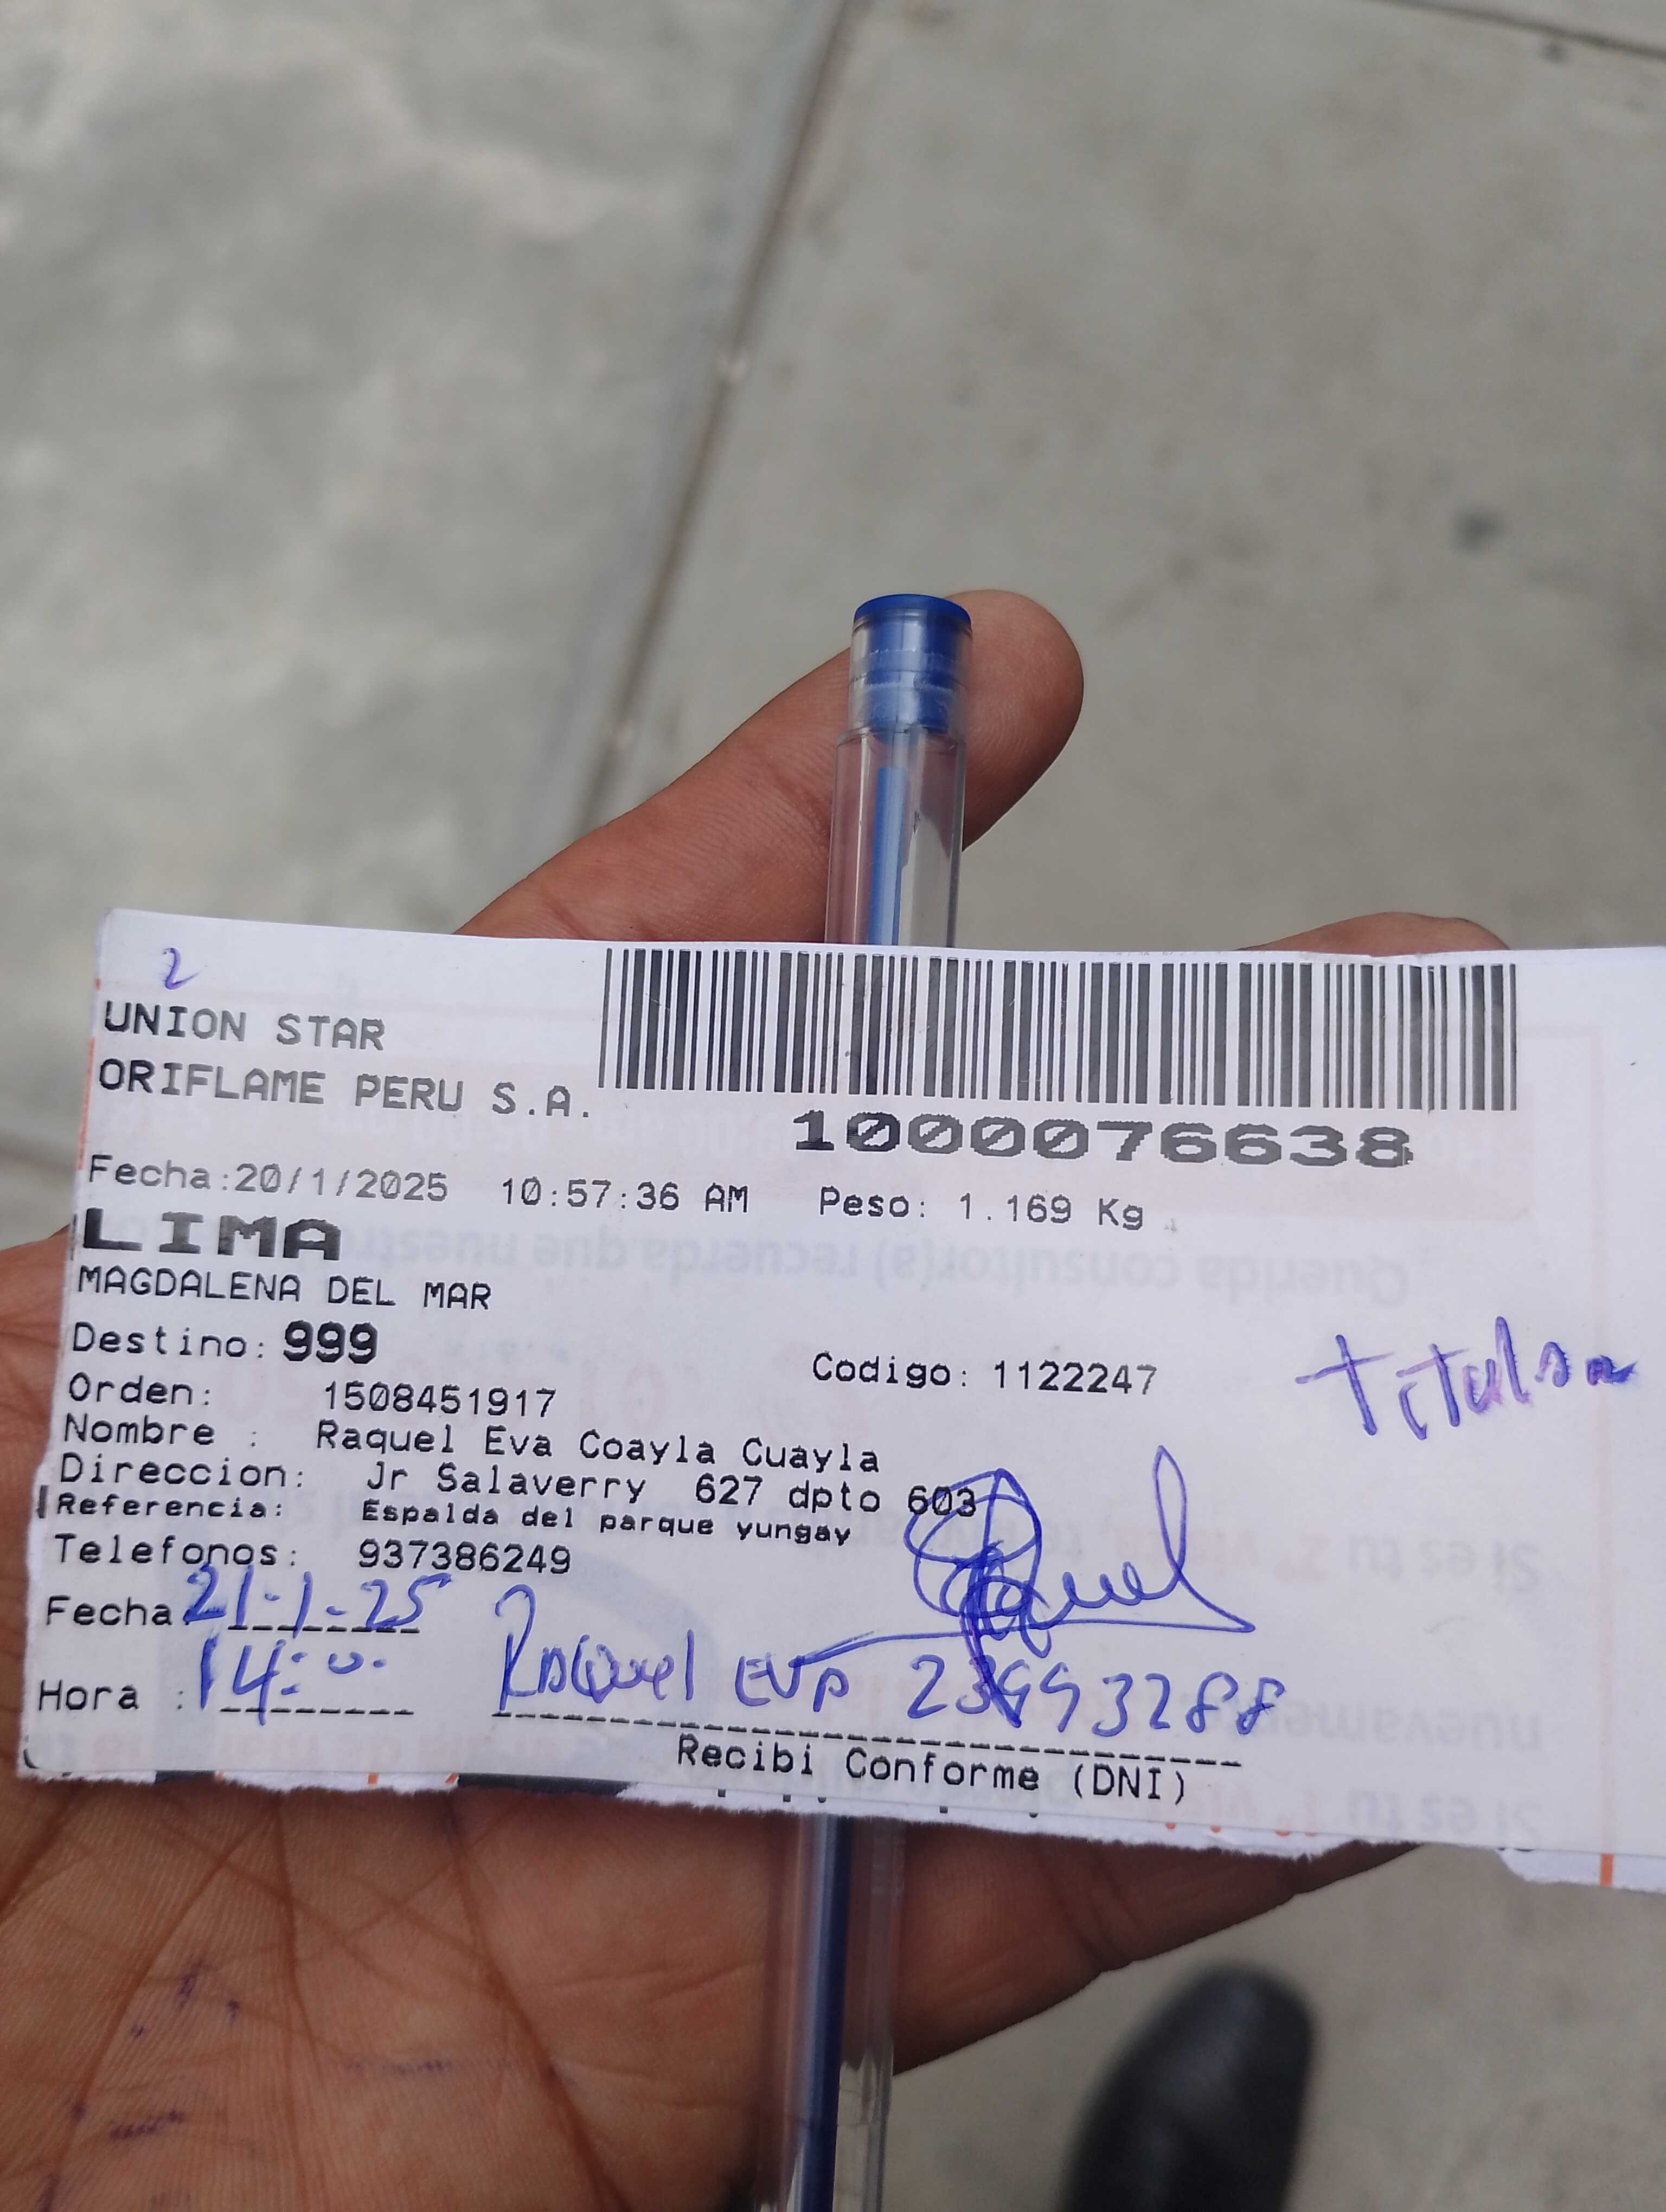 2
UNION STAR
ORIFLAME PERU S.A.
1000076638
Fecha:20/1/2025 10:57:36 AM Peso: 1.169 Kg
LIMA
MAGDALENA DEL MAR
Destino: 999
Codigo: 1122247
Titular
Orden: 1508451917
Nombre : Raquel Eva Coayla Cuayla
Direccion: Jr Salaverry 627 dpto 603
Referencia: Espalda del parque yungay
Telefonos: 937386249
Fecha: 21-1-25
Hora : 14:0.
Raquel EVA
Recibi Conforme (DNI)